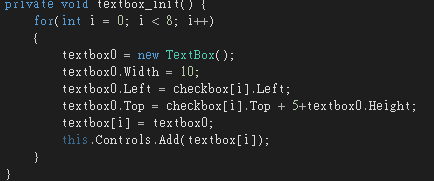 private void textbox_init() {
for(int i = 0; i < 8; i++)
{
textbox0 = new TextBox();
textbox0.Width = 10;
textbox0.Left = checkbox[i].Left;
textbox0.Top = checkbox[i].Top + 5+textbox0.Height;
textbox[i] = textbox0;
this.Controls.Add(textbox[i]);
}
}